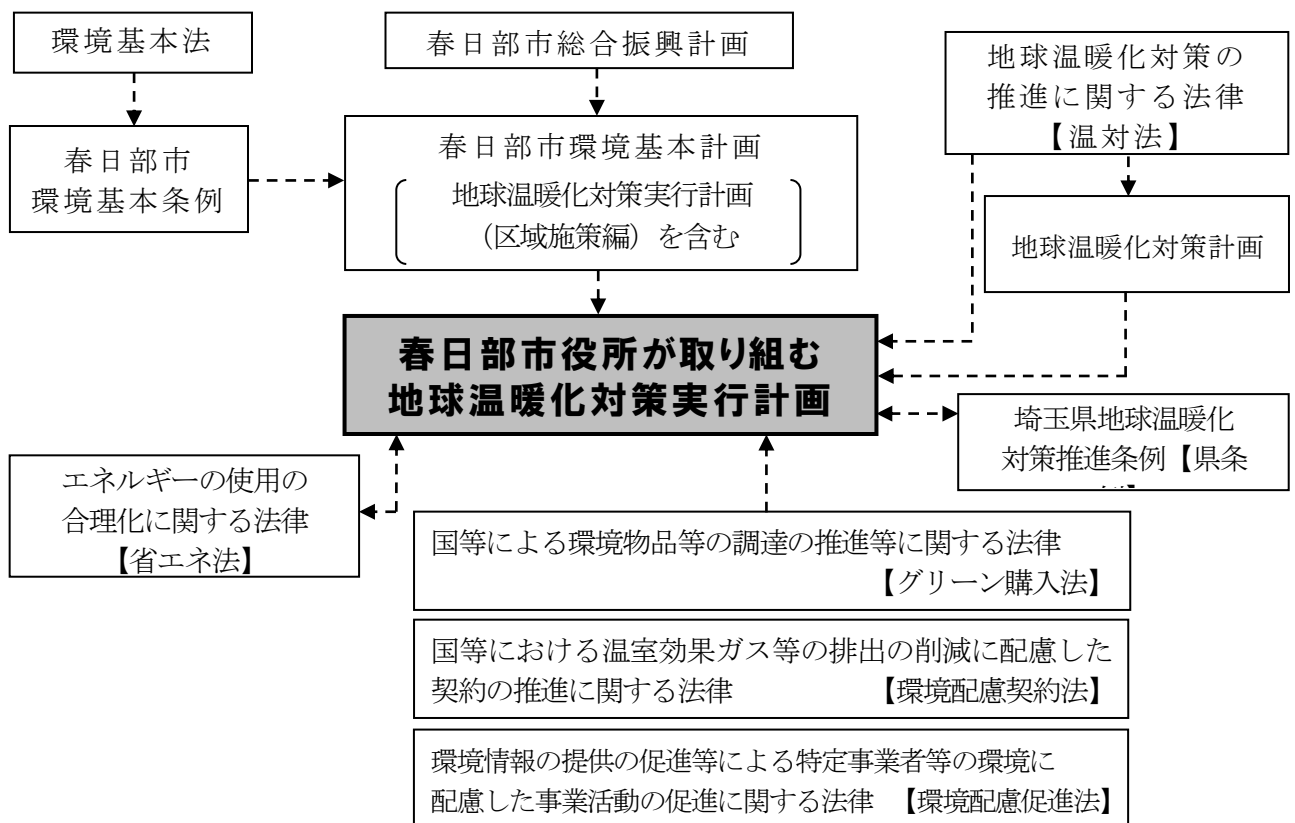 環境基本法
春日部市総合振興計画
地球温暖化対策の
推進に関する法律
【温対法】
春日部市
環境基本条例
春日部市環境基本計画
地球温暖化対策実行計画
（区域施策編）を含む
地球温暖化対策計画
春日部市役所が取り組む
地球温暖化対策実行計画
埼玉県地球温暖化
対策推進条例【県条
エネルギーの使用の
合理化に関する法律
【省エネ法】
国等による環境物品等の調達の推進等に関する法律
【グリーン購入法】
国等における温室効果ガス等の排出の削減に配慮した
契約の推進に関する法律　【環境配慮契約法】
環境情報の提供の促進等による特定事業者等の環境に
配慮した事業活動の促進に関する法律　【環境配慮促進法】